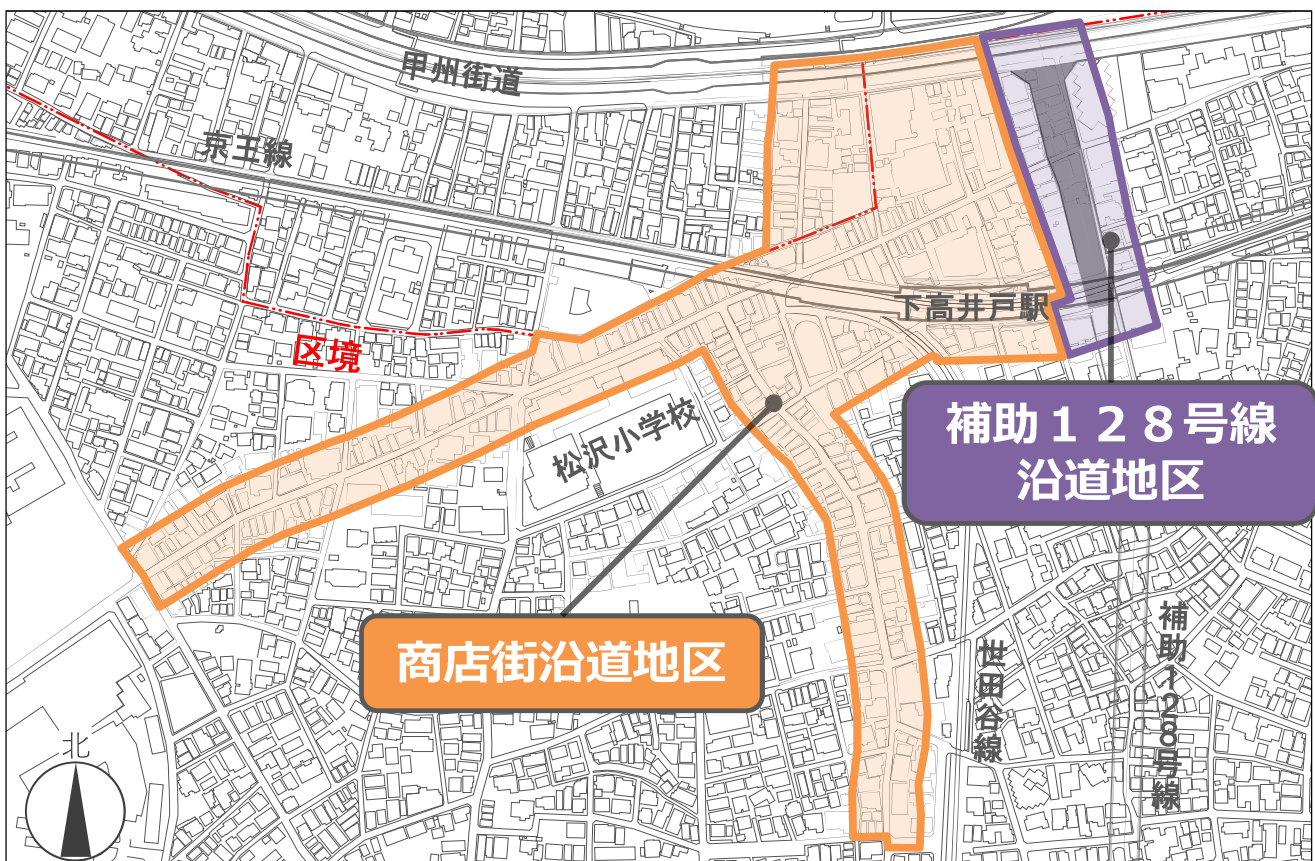 甲州街道
京王線
下高井戸駅
区境
補助１２８号線
沿道地区
松沢小学校
商店街沿道地区
世田谷線
補助128号線
北